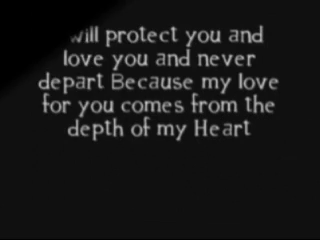 will protect you and
love you and never
depart Because my love
for you comes from the
depth of my Heart